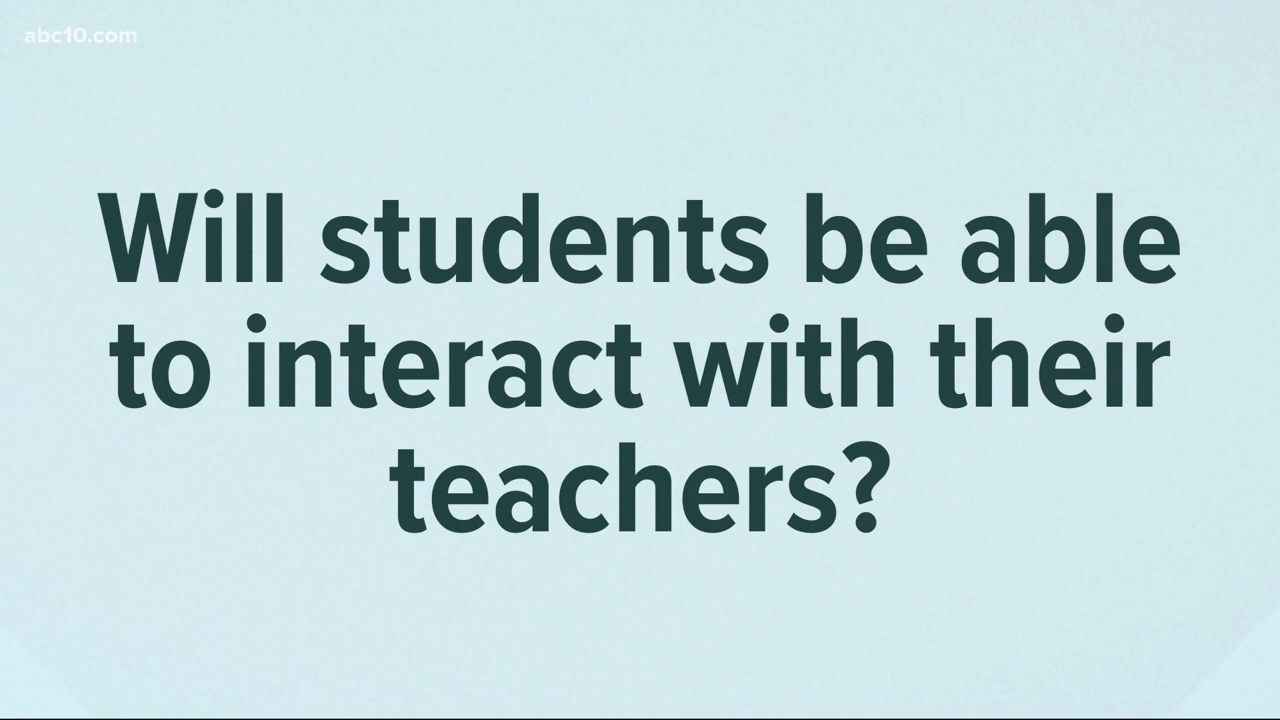 abc10.com
Will students be able
to interact with their
teachers?